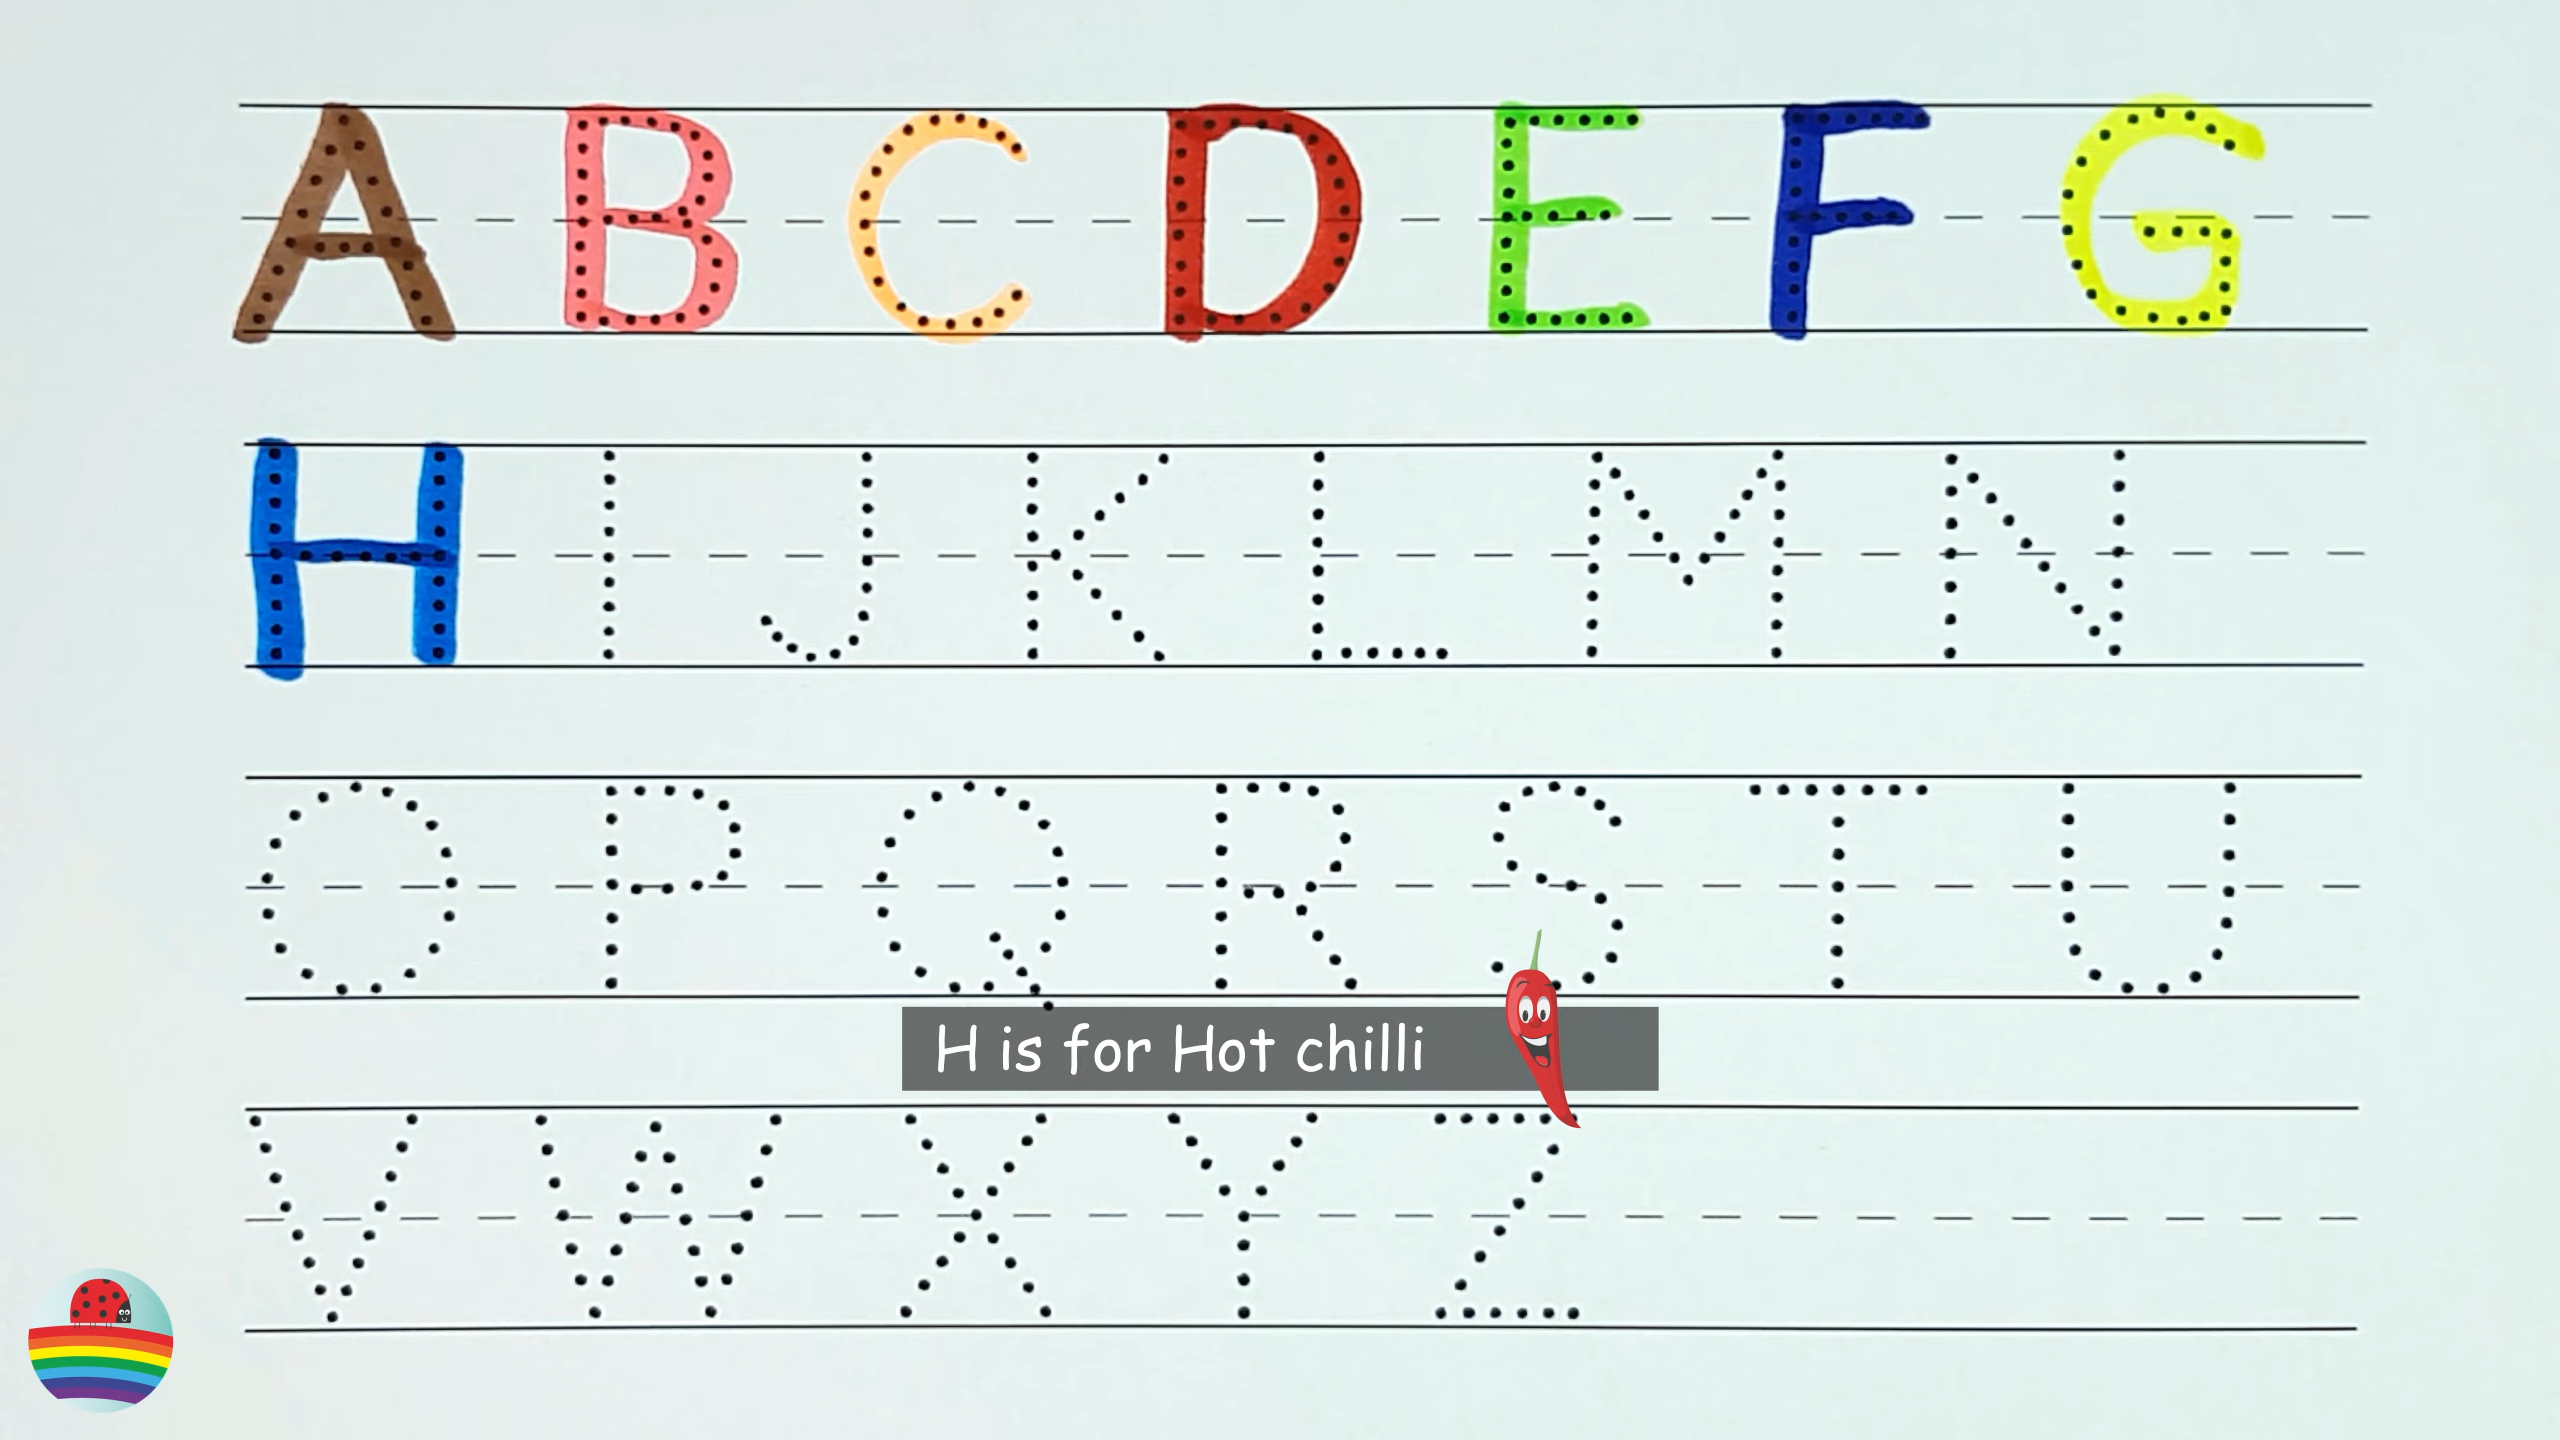 A B C D E F G
H I J K L M N
O P Q R S T U
H is for Hot chilli
V W X Y Z